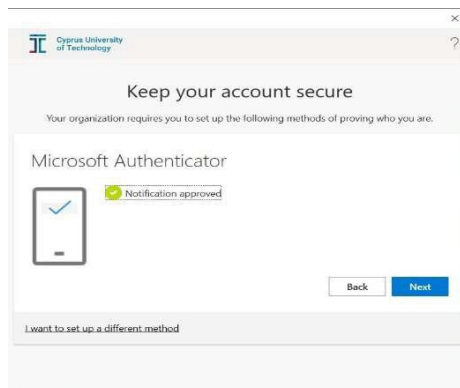 Cyprus University
of Technology
?
Keep your account secure
Your organization requires you to set up the following methods of proving who you are.
Microsoft Authenticator
Notification approved
Back Next
I want to set up a different method